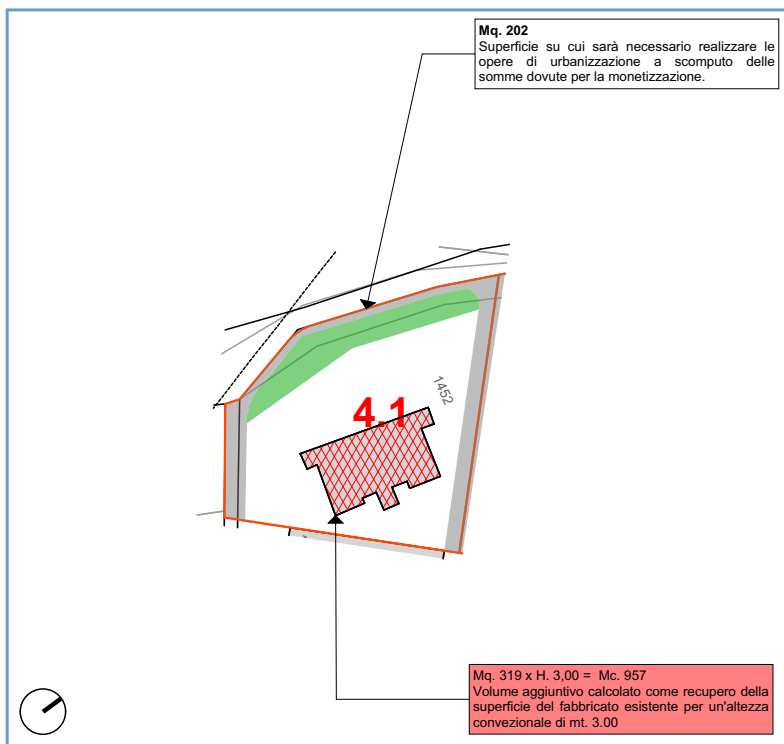 Mq. 202
Superficie su cui sarà necessario realizzare le
opere di urbanizzazione a scomputo delle
somme dovute per la monetizzazione.
1452
4.1
Mq. 319 x H. 3,00 = Mc. 957
Volume aggiuntivo calcolato come recupero della
superficie del fabbricato esistente per un'altezza
convezionale di mt. 3.00